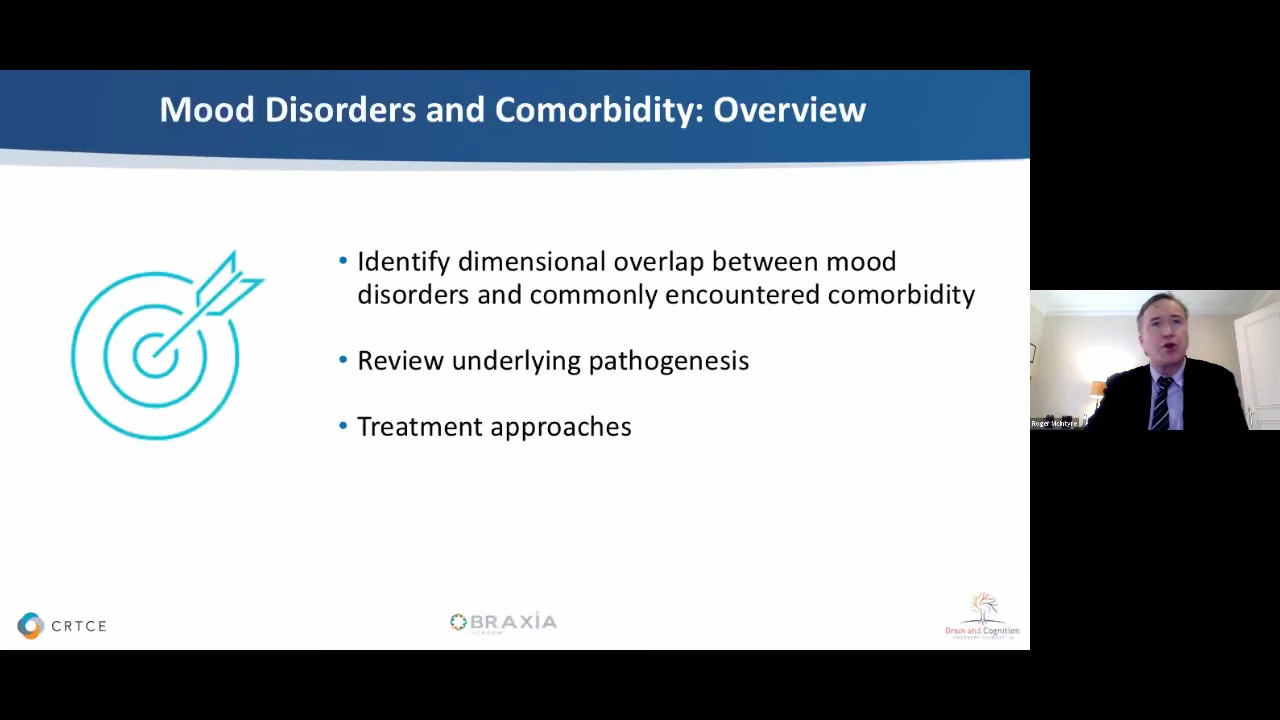 Mood Disorders and Comorbidity: Overview
• Identify dimensional overlap between mood
disorders and commonly encountered comorbidity
• Review underlying pathogenesis
• Treatment approaches
Roger McIntyre
CRTCE
BRAXIA
ACADEMY
Brain and Cognition